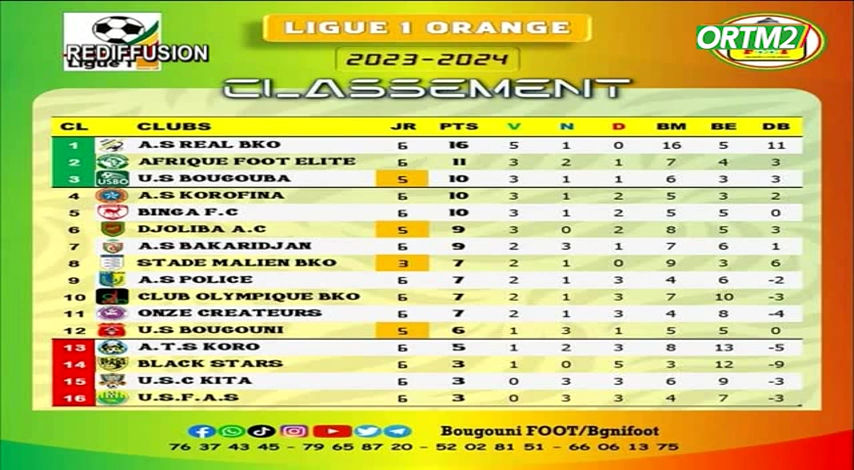 LIGUE 1 ORANGE
ORTM2
REDIFFUSION
Ligue 1
2023-2024
CLASSEMENT
CL CLUBS JR PTS V N D BM BE DB
1 A.S REAL BKO 6 16 5 1 0 16 5 11
2 AFRIQUE FOOT ELITE 6 11 3 2 1 7 4 3
3 USBO U.S BOUGOUBA 5 10 3 1 1 6 3 3
4 A.S KOROFINA 6 10 3 1 2 5 3 2
5 BINGA F.C 6 10 3 1 2 5 5 0
6 DJOLIBA A.C 5 9 3 0 2 8 5 3
7 A.S BAKARIDJAN 6 9 2 3 1 7 6 1
8 STADE MALIEN BKO 3 7 2 1 0 9 3 6
9 A.S POLICE 6 7 2 1 3 4 6 -2
10 CLUB OLYMPIQUE BKO 6 7 2 1 3 7 10 -3
11 ONZE CREATEURS 6 7 2 1 3 4 8 -4
12 U.S BOUGOUNI 5 6 1 3 1 5 5 0
13 A.T.S KORO 6 5 1 2 3 8 13 -5
14 BLACK STARS 6 3 1 0 5 3 12 -9
15 U.S.C KITA 6 3 0 3 3 6 9 -3
16 U.S.F.A.S 6 3 0 3 3 4 7 -3
Bougouni FOOT/Bgnifoot
76 37 43 45 - 79 65 87 20 - 52 02 81 51 - 66 06 13 75